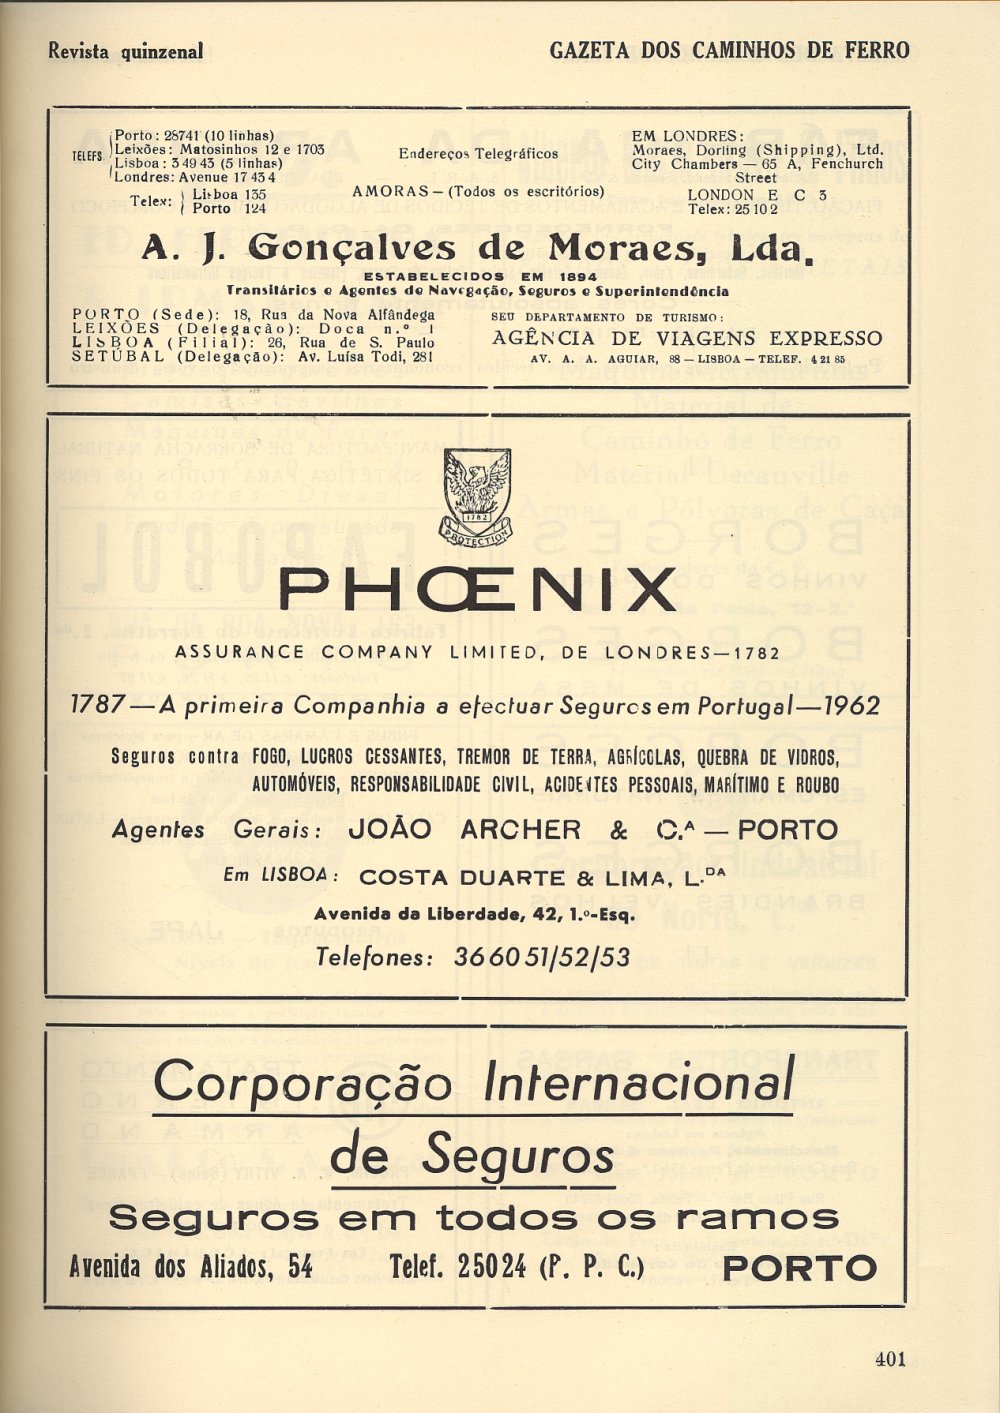 Revista quinzenal
GAZETA DOS CAMINHOS DE FERRO
TELEFS.
Porto: 28741 (10 linhas)
Leixões: Matosinhos 12 e 1703
Lisboa: 3 49 43 (5 linhas)
Londres: Avenue 17 43 4
Telex:
Lisboa 135
Porto 124
Endereços Telegráficos
AMORAS — (Todos os escritórios)
EM LONDRES:
Moraes, Dorling (Shipping), Ltd.
City Chambers — 65 A, Fenchurch
Street
LONDON E C 3
Telex: 25 10 2
A. J. Gonçalves de Moraes, Lda.
ESTABELECIDOS EM 1894
Transitários e Agentes de Navegação, Seguros e Superintendência
PORTO (Sede): 18, Rua da Nova Alfândega
LEIXÕES (Delegação): Doca n.º 1
LISBOA (Filial): 26, Rua de S. Paulo
SETÚBAL (Delegação): Av. Luísa Todi, 281
SEU DEPARTAMENTO DE TURISMO:
AGÊNCIA DE VIAGENS EXPRESSO
AV. A. A. AGUIAR, 88 — LISBOA — TELEF. 4 21 85
1782
PROTECTION
PHŒNIX
ASSURANCE COMPANY LIMITED, DE LONDRES—1782
1787—A primeira Companhia a efectuar Seguros em Portugal—1962
Seguros contra FOGO, LUCROS CESSANTES, TREMOR DE TERRA, AGRÍCOLAS, QUEBRA DE VIDROS,
AUTOMÓVEIS, RESPONSABILIDADE CIVIL, ACIDENTES PESSOAIS, MARÍTIMO E ROUBO
Agentes Gerais: JOÃO ARCHER & C.ᴬ — PORTO
Em LISBOA: COSTA DUARTE & LIMA, L.ᴰᴬ
Avenida da Liberdade, 42, 1.º-Esq.
Telefones: 36 60 51/52/53
Corporação Internacional
de Seguros
Seguros em todos os ramos
Avenida dos Aliados, 54 Telef. 25024 (P. P. C.) PORTO
401